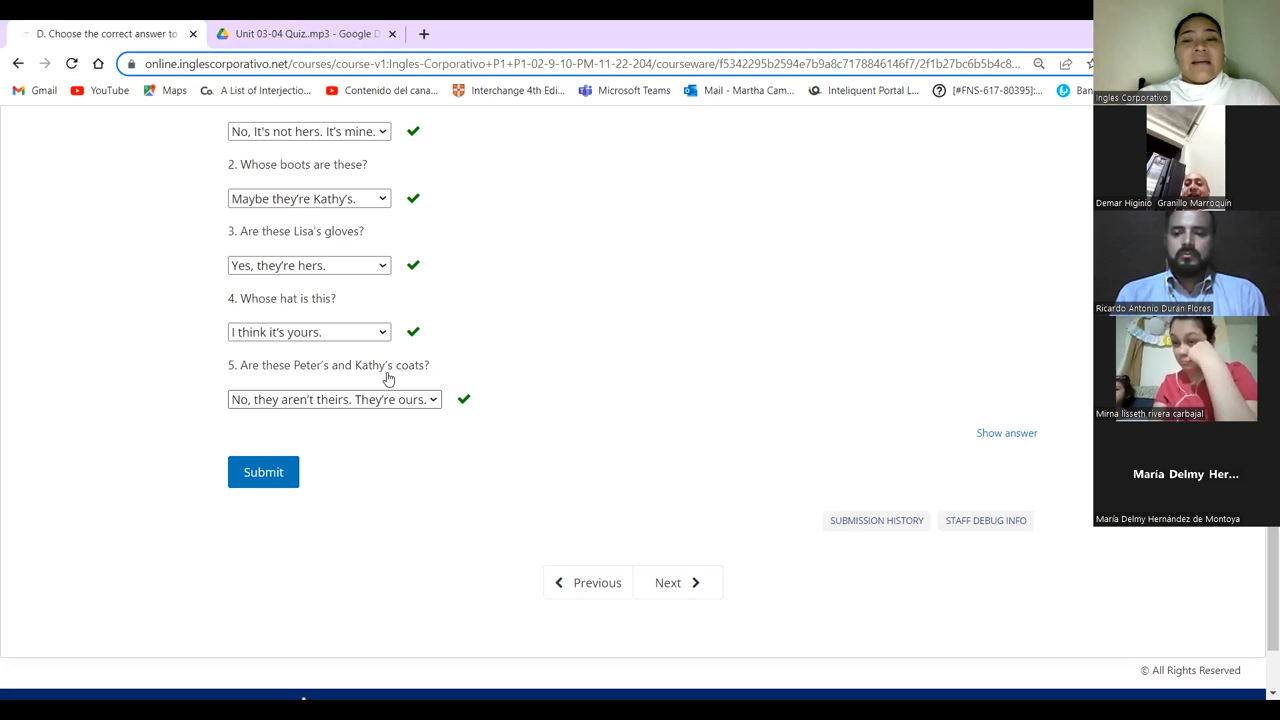 D. Choose the correct answer to
Unit 03-04 Quiz..mp3 - Google D
online.inglescorporativo.net/courses/course-v1:Ingles-Corporativo+P1+P1-02-9-10-PM-11-22-204/courseware/f5342295b2594e7b9a8c7178846146f7/2f1b27bc6b5b4c8...
Gmail
YouTube
Maps
A List of Interjectio...
Contenido del cana...
Interchange 4th Edi...
Microsoft Teams
Mail - Martha Cam...
Inteliquent Portal L...
[#FNS-617-80395]:...
Ban
No, It's not hers. It's mine.
2. Whose boots are these?
Maybe they're Kathy's.
3. Are these Lisa's gloves?
Yes, they're hers.
4. Whose hat is this?
I think it's yours.
5. Are these Peter's and Kathy's coats?
No, they aren't theirs. They're ours.
Show answer
Submit
SUBMISSION HISTORY
STAFF DEBUG INFO
Previous
Next
© All Rights Reserved
Ingles Corporativo
Demar Higinio Granillo Marroquín
Ricardo Antonio Durán Flores
Mirna lisseth rivera carbajal
María Delmy Her...
María Delmy Hernández de Montoya